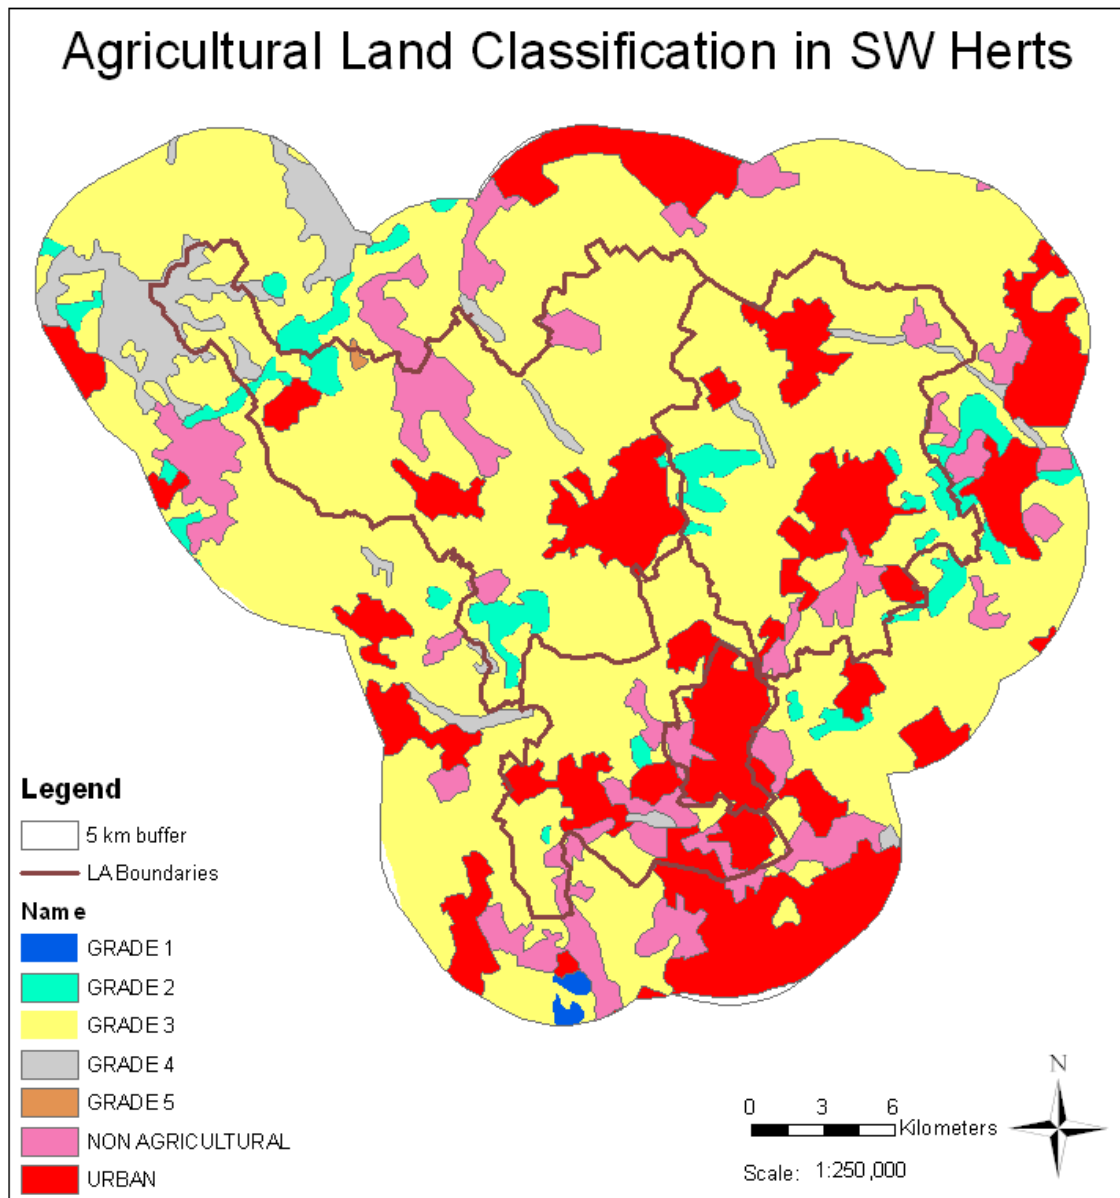 Agricultural Land Classification in SW Herts
Legend
5 km buffer
LA Boundaries
Name
GRADE 1
GRADE 2
GRADE 3
GRADE 4
GRADE 5
NON AGRICULTURAL
URBAN
N
0 3 6
Kilometers
Scale: 1:250,000